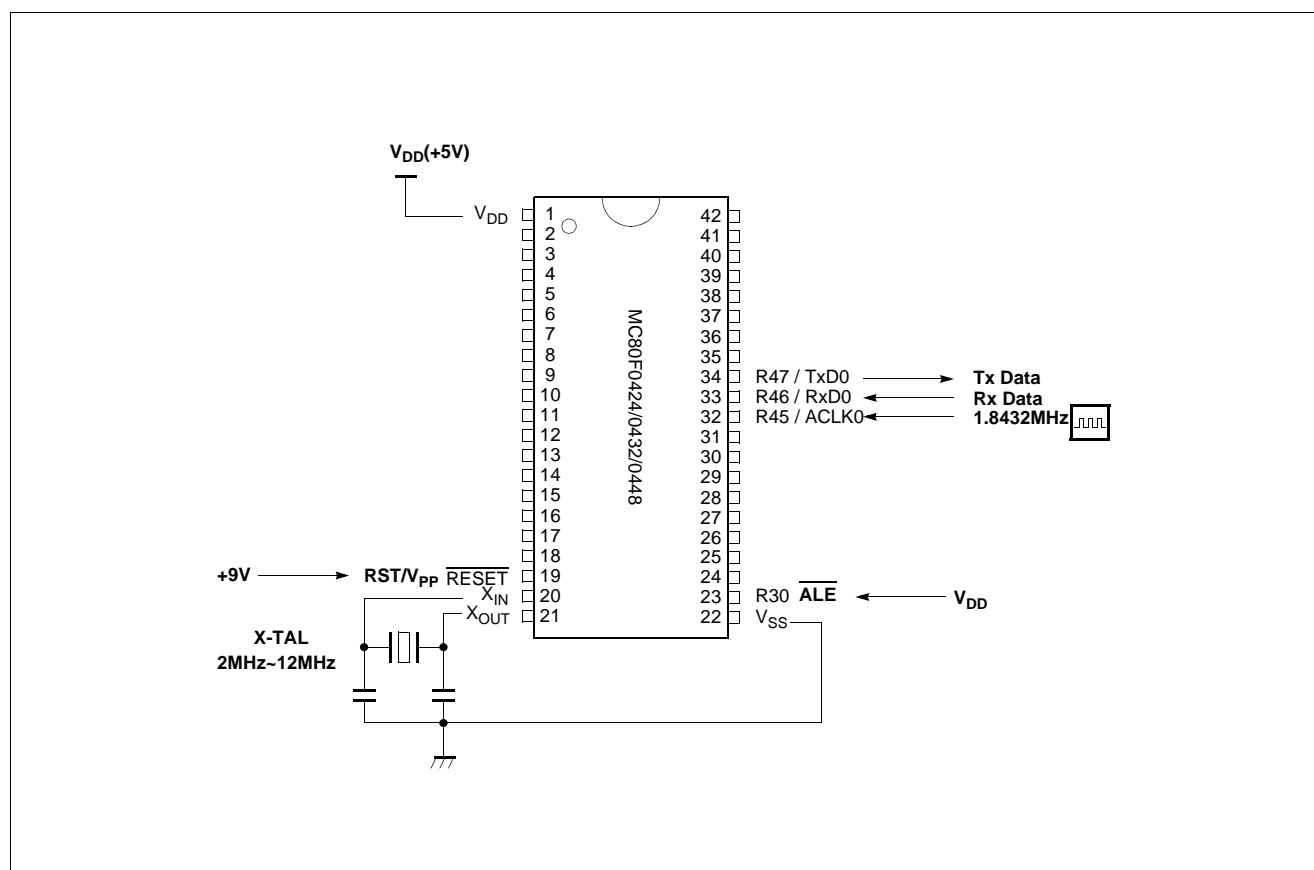 VDD(+5V)
VDD
1 42
2 41
3 40
4 39
5 38
6 37
7 36
8 35
9 34 R47 / TxD0 Tx Data
10 33 R46 / RxD0 Rx Data
11 32 R45 / ACLK0 1.8432MHz
12 31
13 30
14 29
15 28
16 27
17 26
18 25
MC80F0424/0432/0448
+9V RST/VPP RESET 19 24
XIN 20 23 R30 ALE VDD
XOUT 21 22 VSS
X-TAL
2MHz~12MHz